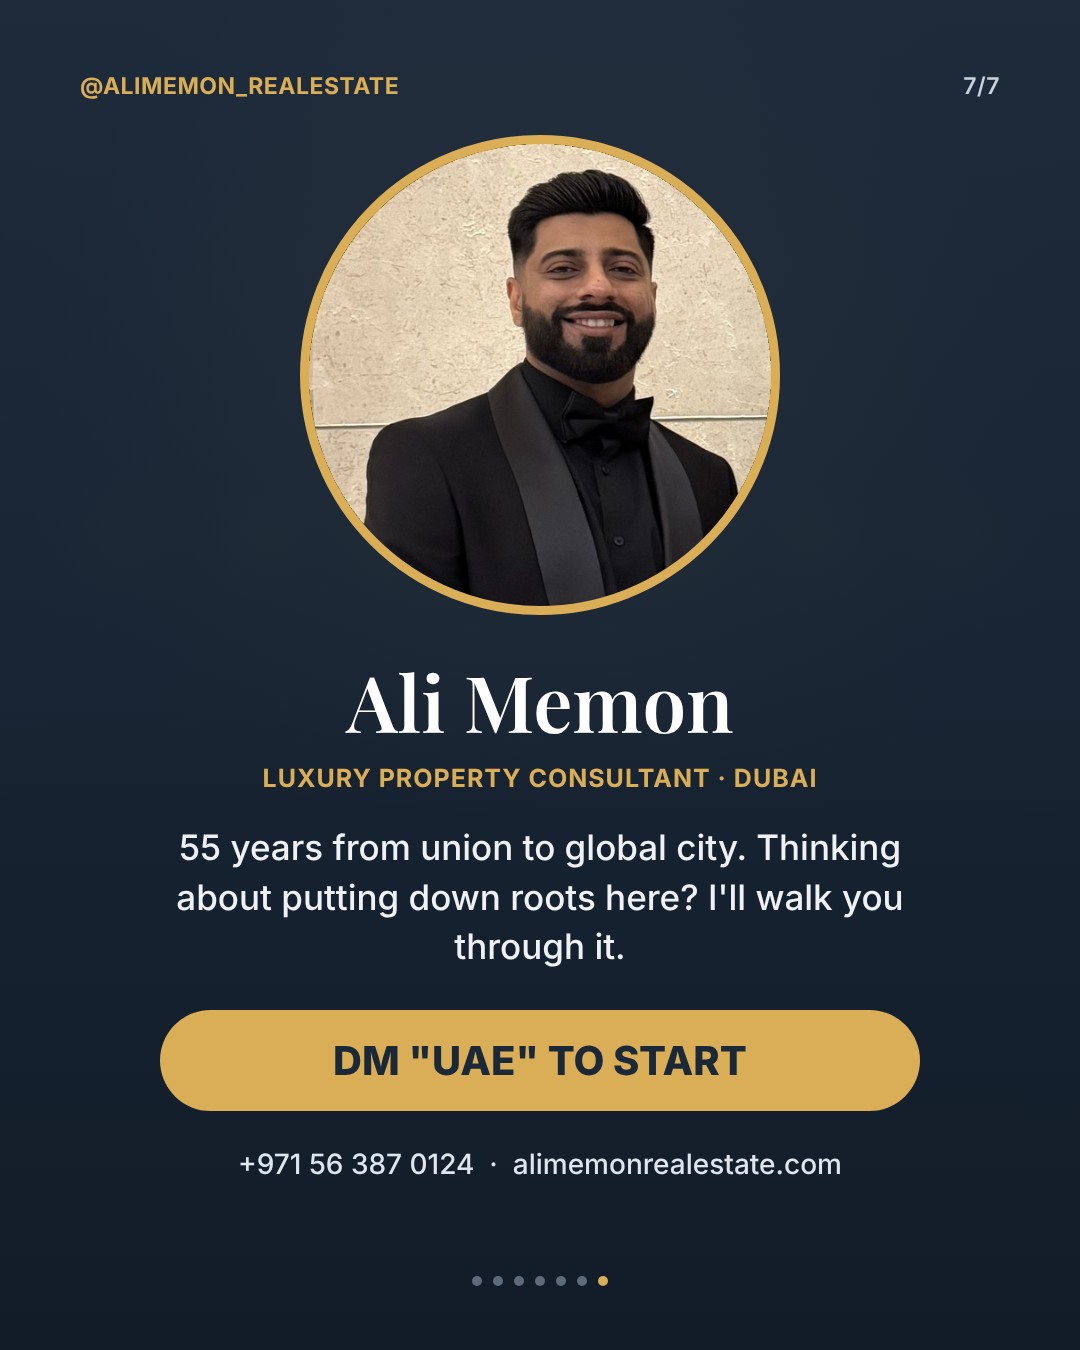 @ALIMEMON_REALESTATE
7/7
Ali Memon
LUXURY PROPERTY CONSULTANT · DUBAI
55 years from union to global city. Thinking
about putting down roots here? I'll walk you
through it.
DM "UAE" TO START
+971 56 387 0124 · alimemonrealestate.com